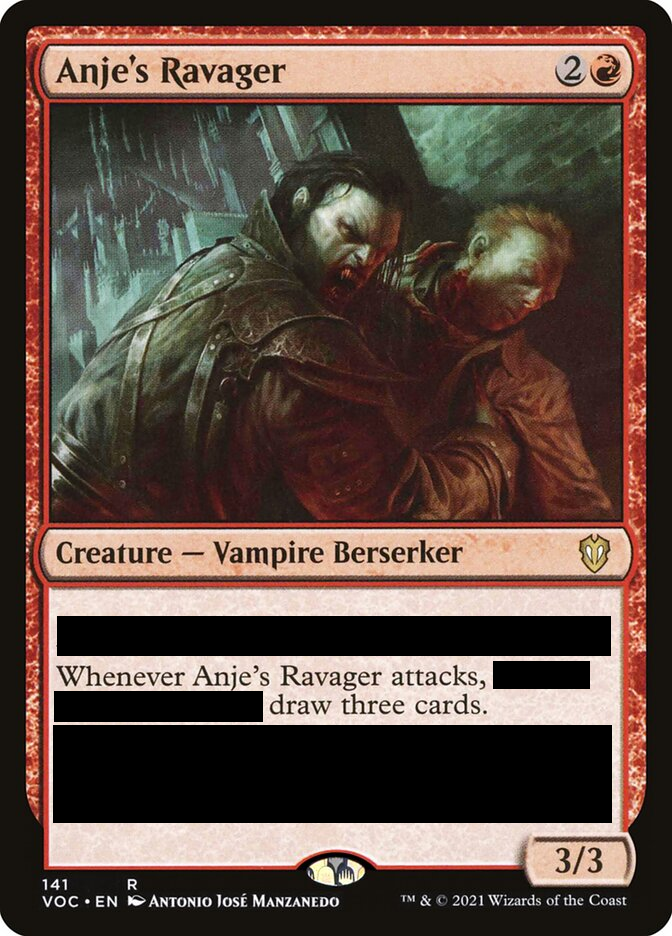 Anje's Ravager 2
Creature — Vampire Berserker
Whenever Anje's Ravager attacks,
draw three cards.
3/3
141 R
VOC • EN Antonio José Manzanedo ™ & © 2021 Wizards of the Coast